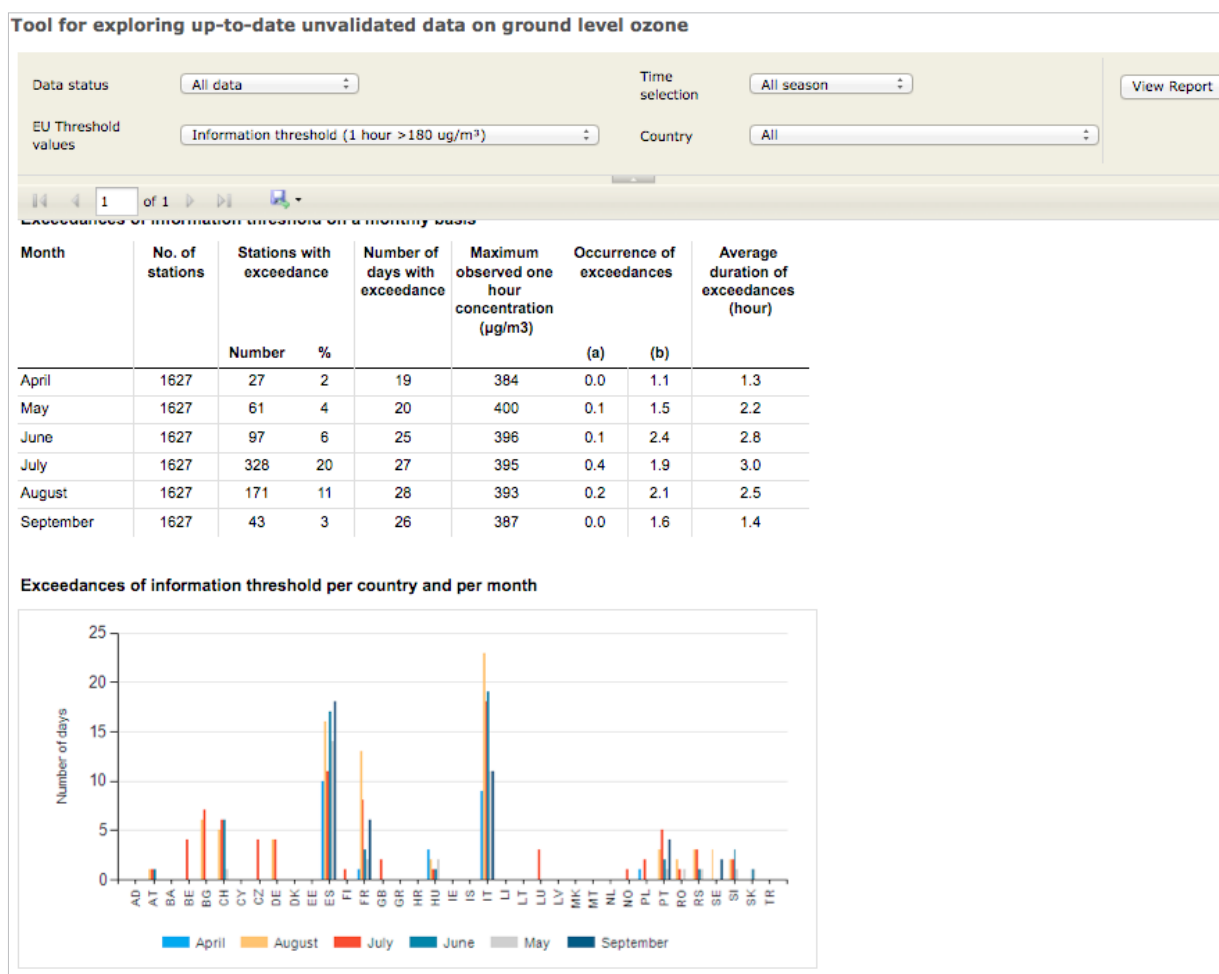 Tool for exploring up-to-date unvalidated data on ground level ozone
Data status All data Time selection All season View Report
EU Threshold values Information threshold (1 hour >180 ug/m³) Country All
1 of 1
Exceedances of information threshold on a monthly basis
Month No. of stations Stations with exceedance Number of days with exceedance Maximum observed one hour concentration (µg/m3) Occurrence of exceedances Average duration of exceedances (hour)
Number % (a) (b)
April 1627 27 2 19 384 0.0 1.1 1.3
May 1627 61 4 20 400 0.1 1.5 2.2
June 1627 97 6 25 396 0.1 2.4 2.8
July 1627 328 20 27 395 0.4 1.9 3.0
August 1627 171 11 28 393 0.2 2.1 2.5
September 1627 43 3 26 387 0.0 1.6 1.4
Exceedances of information threshold per country and per month
Number of days
25
20
15
10
5
0
AD AT BA BE BG CH CY CZ DE DK EE ES FI FR GB GR HR HU IE IS IT LI LT LU LV MK MT NL NO PL PT RO RS SE SI SK TR
April August July June May September